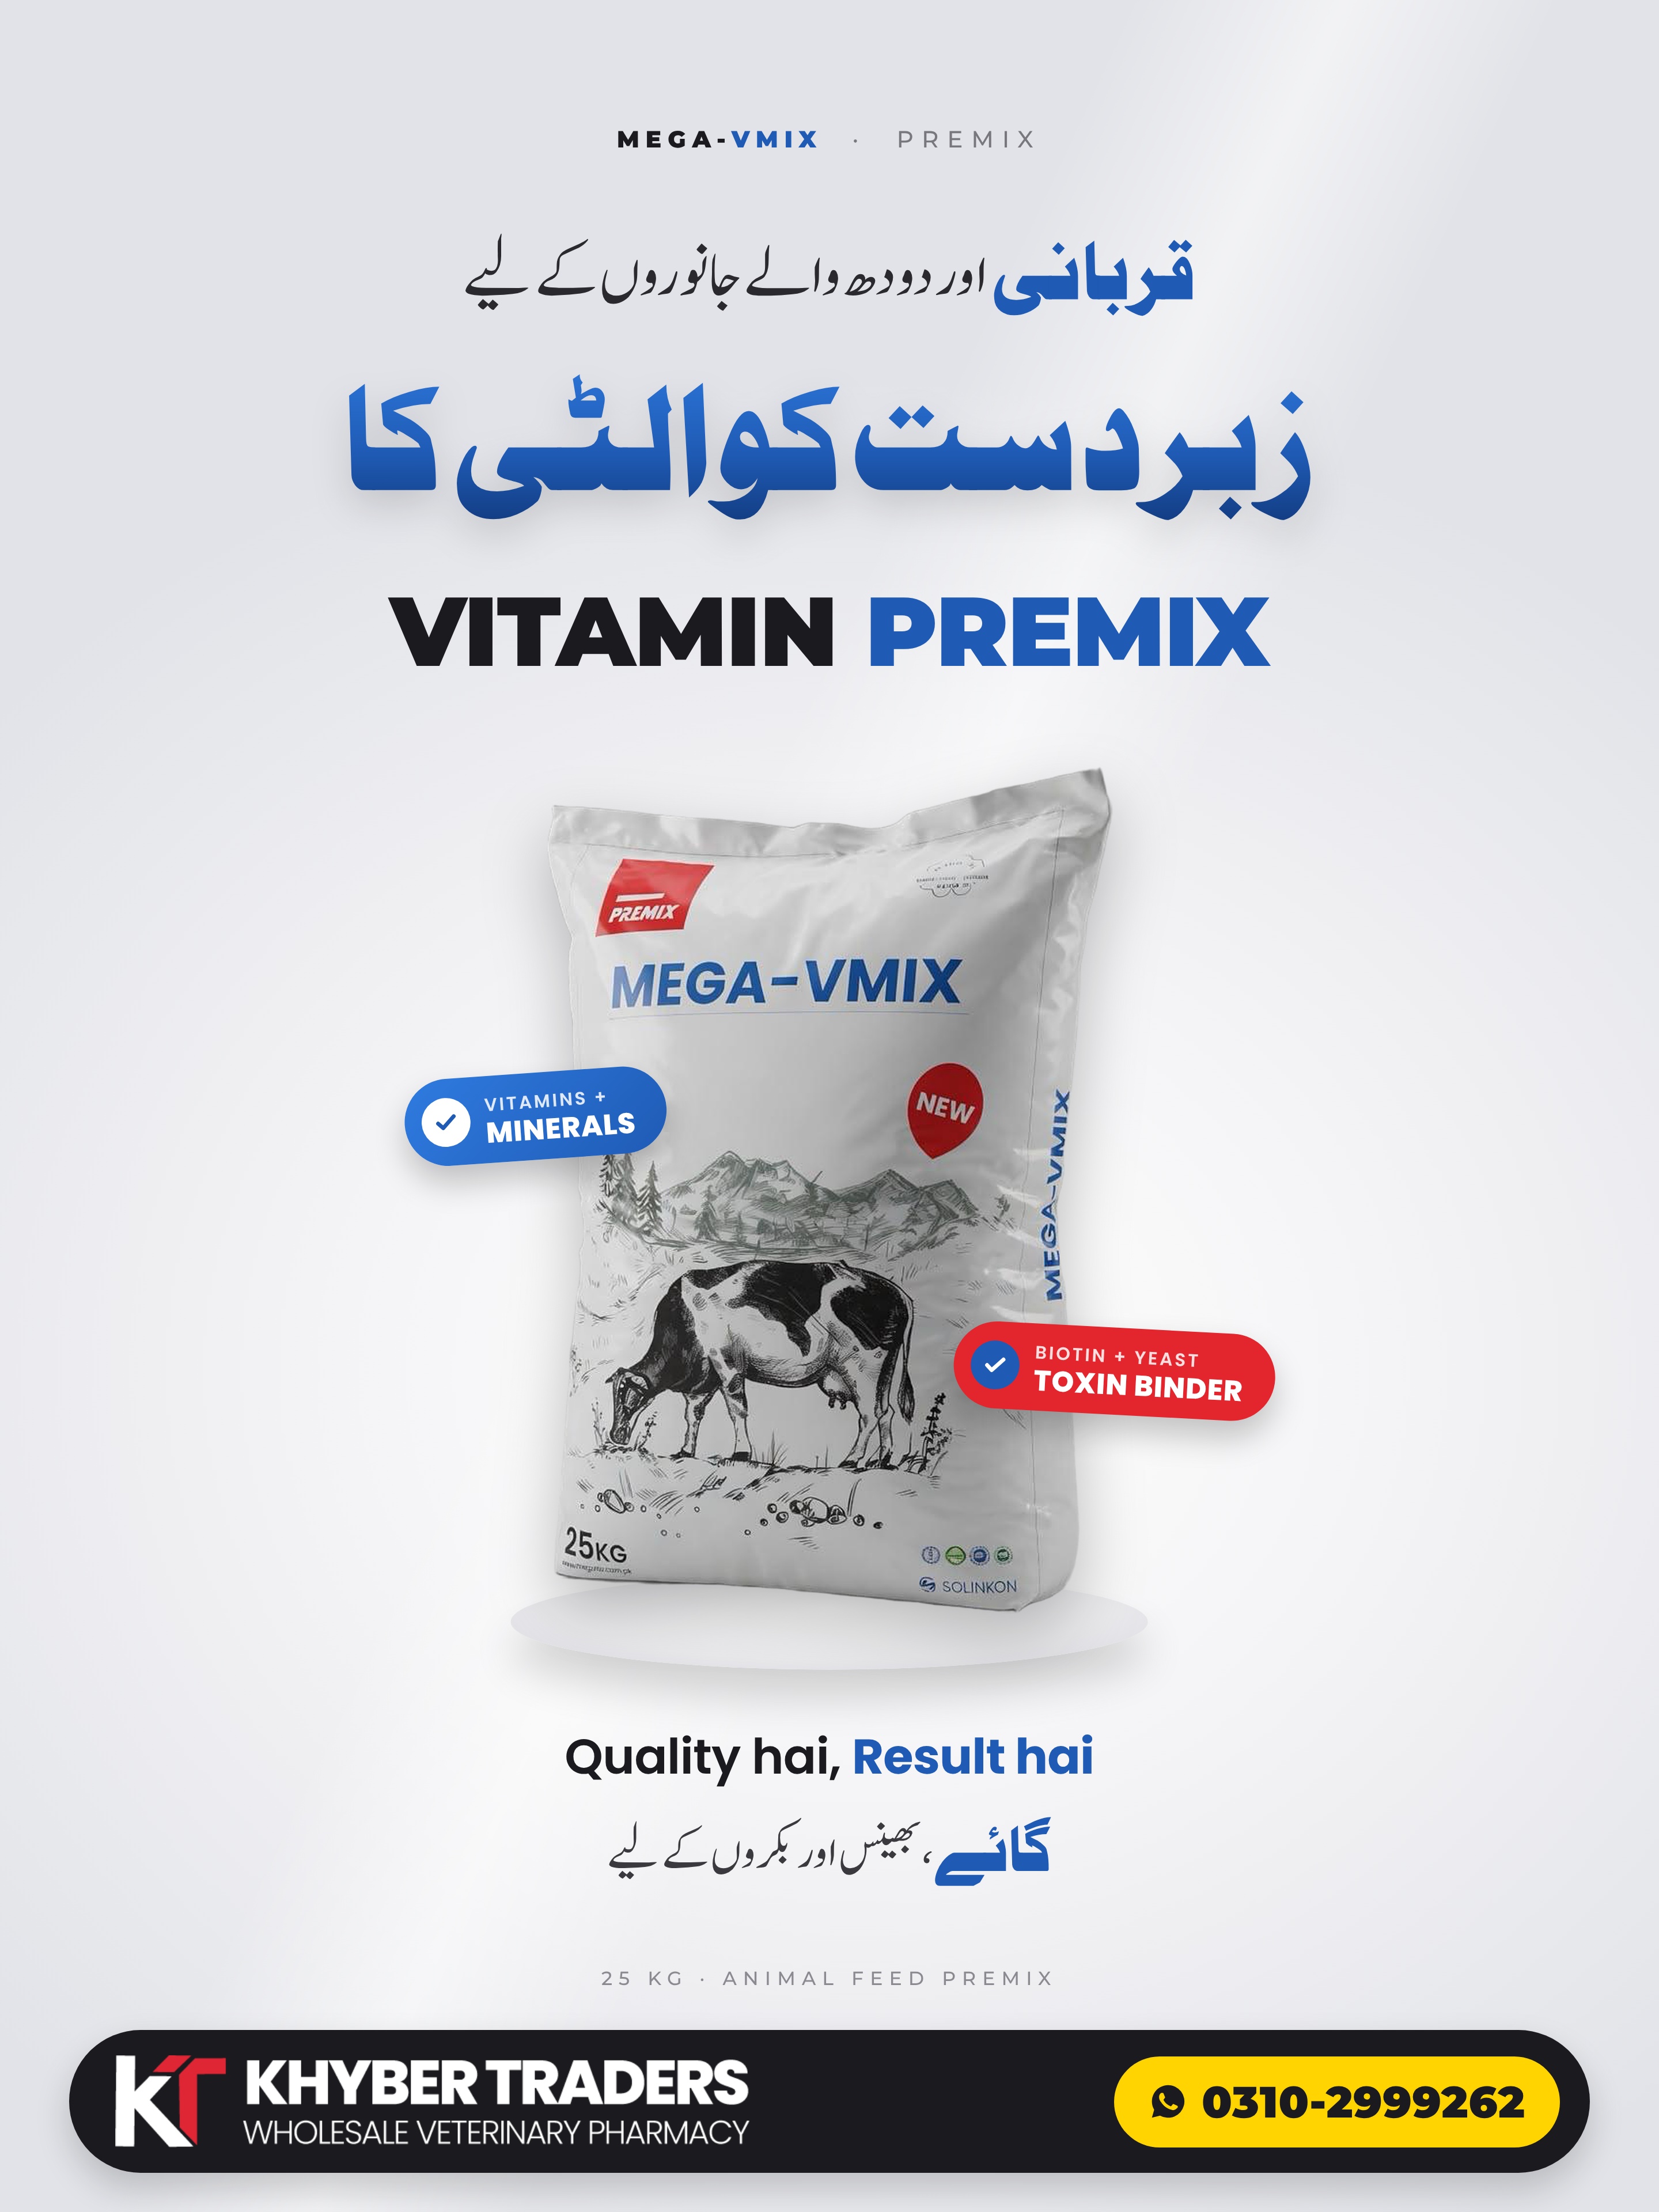 MEGA-VMIX · PREMIX
قربانی اور دودھ والے جانوروں کے لیے
زبردست کوالٹی کا
VITAMIN PREMIX
PREMIX
MEGA-VMIX
NEW
VITAMINS +
MINERALS
MEGA-VMIX
BIOTIN + YEAST
TOXIN BINDER
25KG
SOLINKON
Quality hai, Result hai
گائے، بھینس اور بکروں کے لیے
25 KG · ANIMAL FEED PREMIX
KT
KHYBER TRADERS
WHOLESALE VETERINARY PHARMACY
0310-2999262